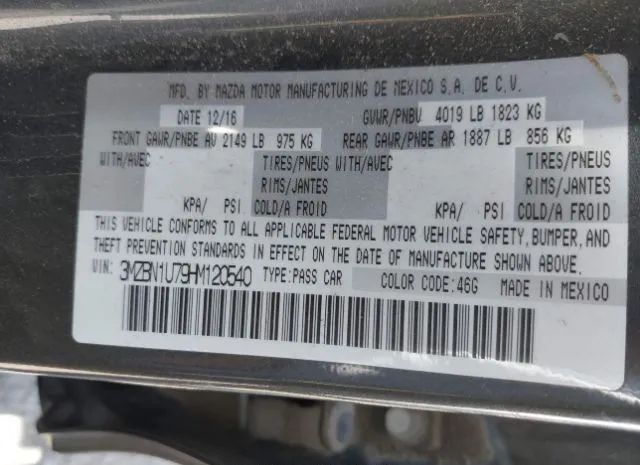 MFD. BY MAZDA MOTOR MANUFACTURING DE MEXICO S.A. DE C.V.
DATE 12/16 GVWR/PNBV 4019 LB 1823 KG
FRONT GAWR/PNBE AV 2149 LB 975 KG REAR GAWR/PNBE AR 1887 LB 856 KG
WITH/AVEC TIRES/PNEUS WITH/AVEC TIRES/PNEUS
RIMS/JANTES RIMS/JANTES
KPA/ PSI COLD/A FROID KPA/ PSI COLD/A FROID
THIS VEHICLE CONFORMS TO ALL APPLICABLE FEDERAL MOTOR VEHICLE SAFETY, BUMPER, AND
THEFT PREVENTION STANDARDS IN EFFECT ON THE DATE OF MANUFACTURE SHOWN ABOVE.
VIN: 3MZBN1U79HM120540 TYPE:PASS CAR COLOR CODE:46G MADE IN MEXICO